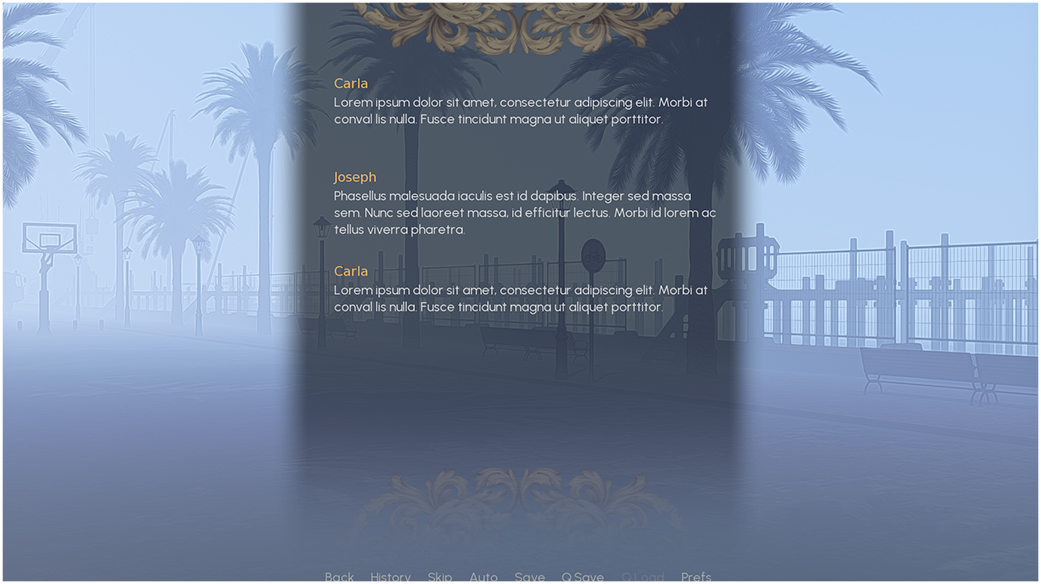 Carla
Lorem ipsum dolor sit amet, consectetur adipiscing elit. Morbi at
conval lis nulla. Fusce tincidunt magna ut aliquet porttitor.
Joseph
Phasellus malesuada iaculis est id dapibus. Integer sed massa
sem. Nunc sed laoreet massa, id efficitur lectus. Morbi id lorem ac
tellus viverra pharetra.
Carla
Lorem ipsum dolor sit amet, consectetur adipiscing elit. Morbi at
conval lis nulla. Fusce tincidunt magna ut aliquet porttitor.
Back History Skip Auto Save Q.Save Q.Load Prefs